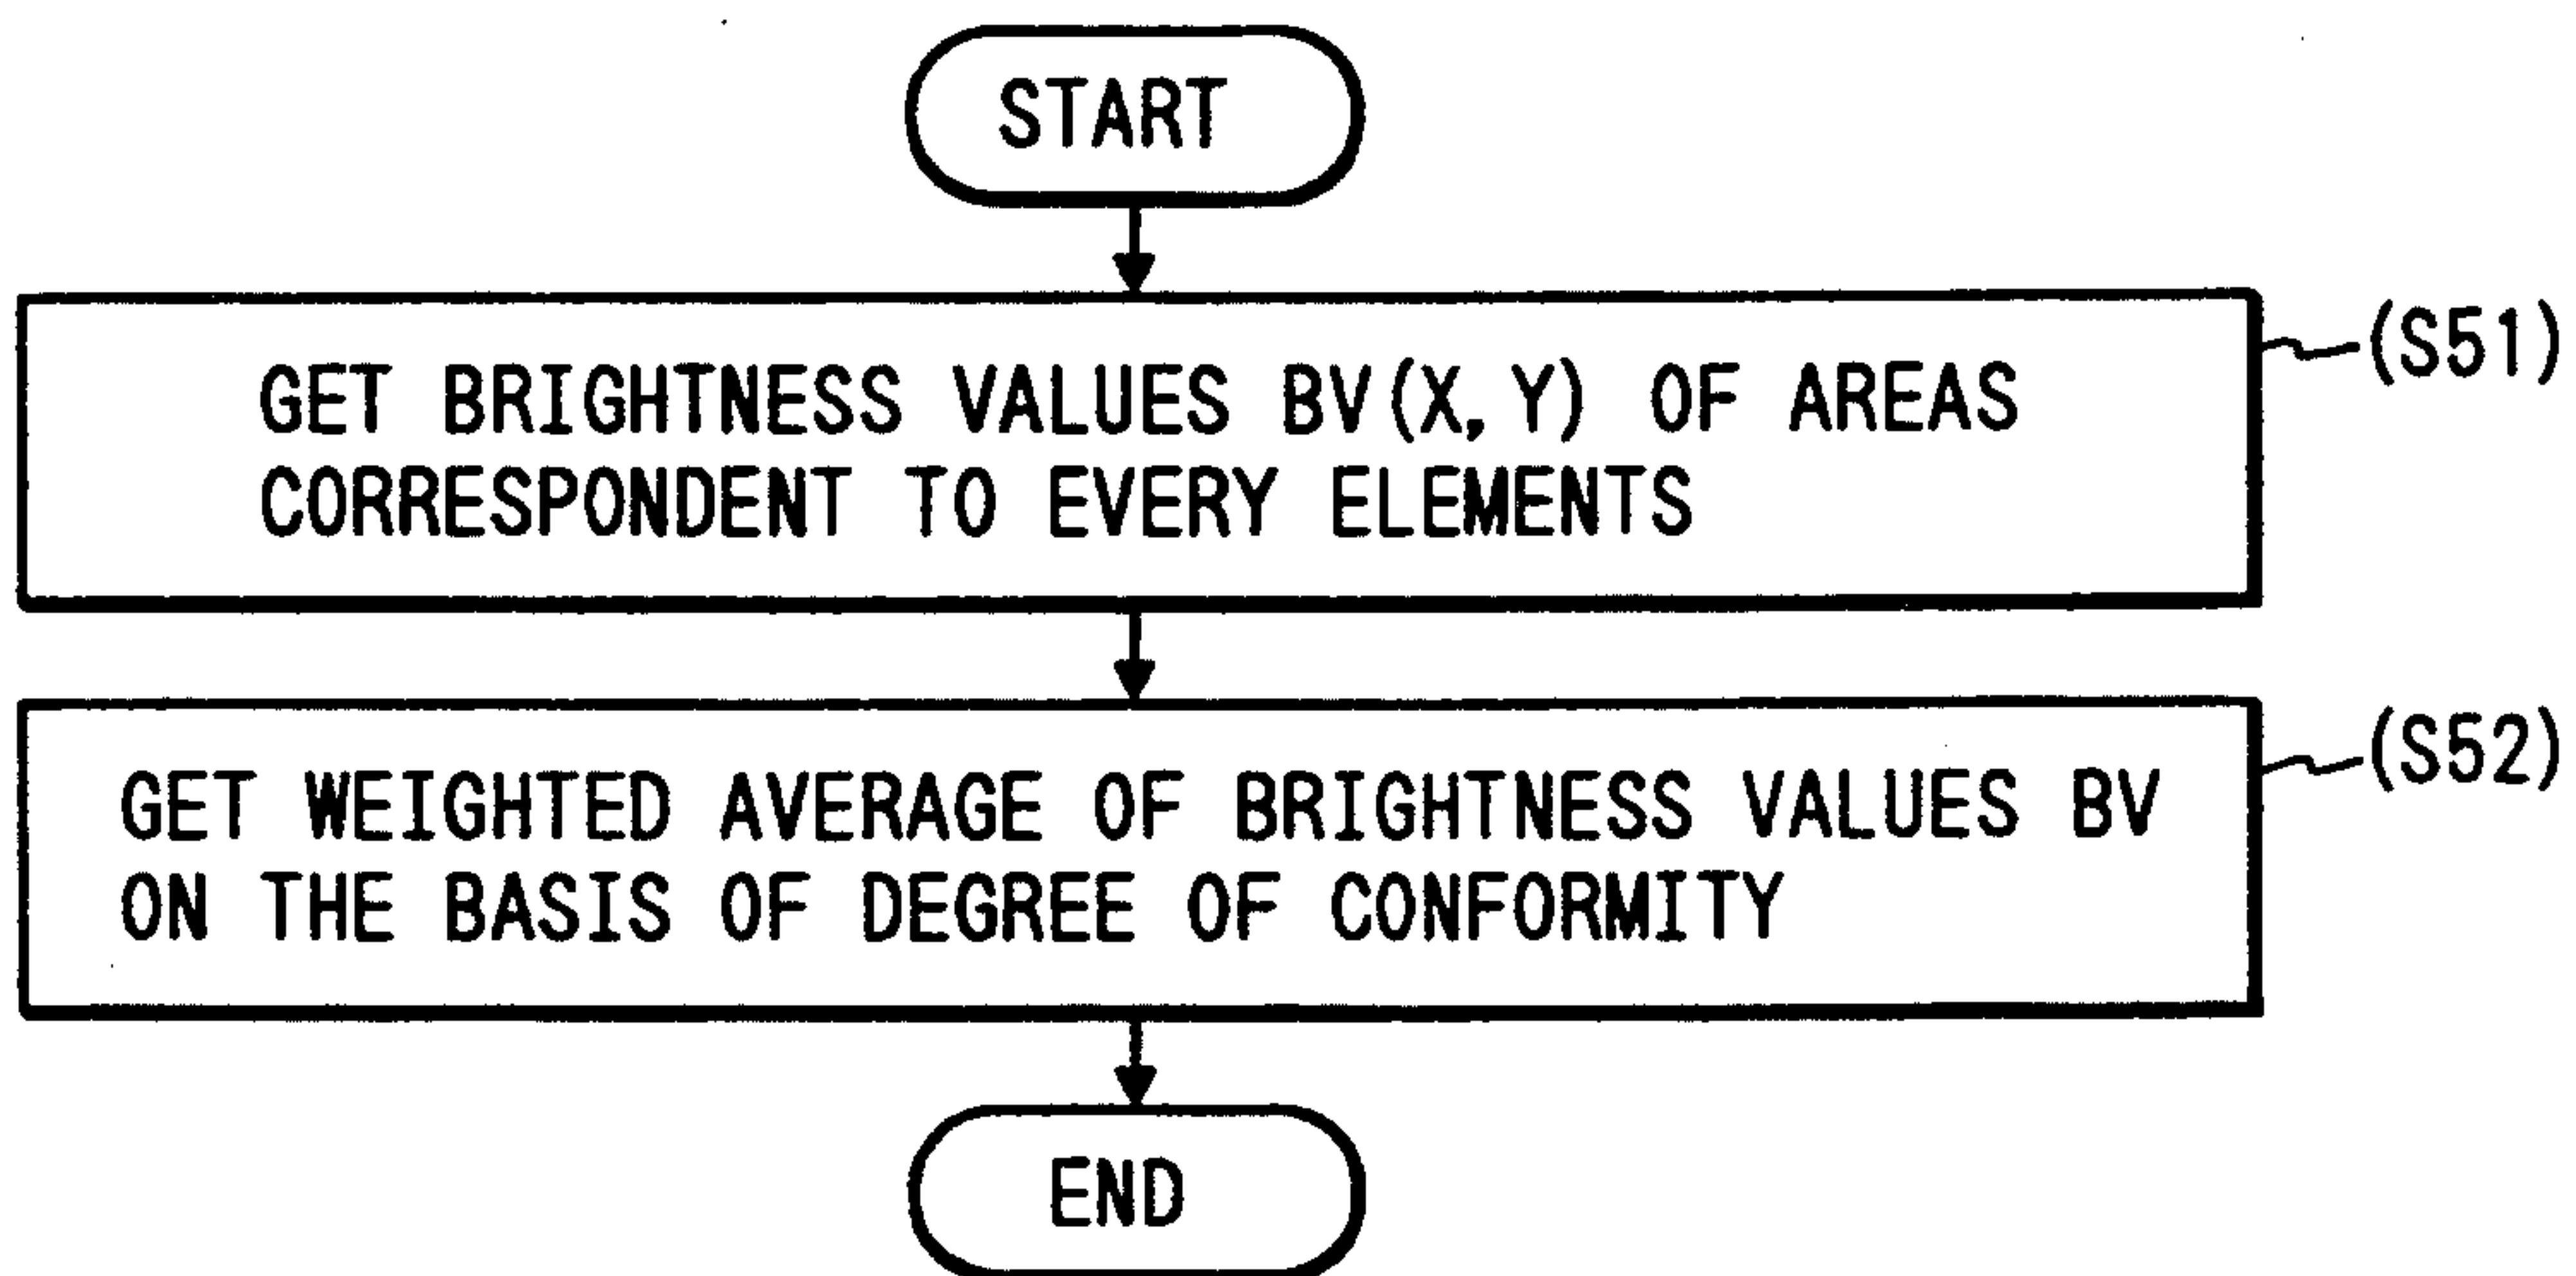 START
GET BRIGHTNESS VALUES BV(X, Y) OF AREAS
CORRESPONDENT TO EVERY ELEMENTS
(S51)
GET WEIGHTED AVERAGE OF BRIGHTNESS VALUES BV
ON THE BASIS OF DEGREE OF CONFORMITY
(S52)
END